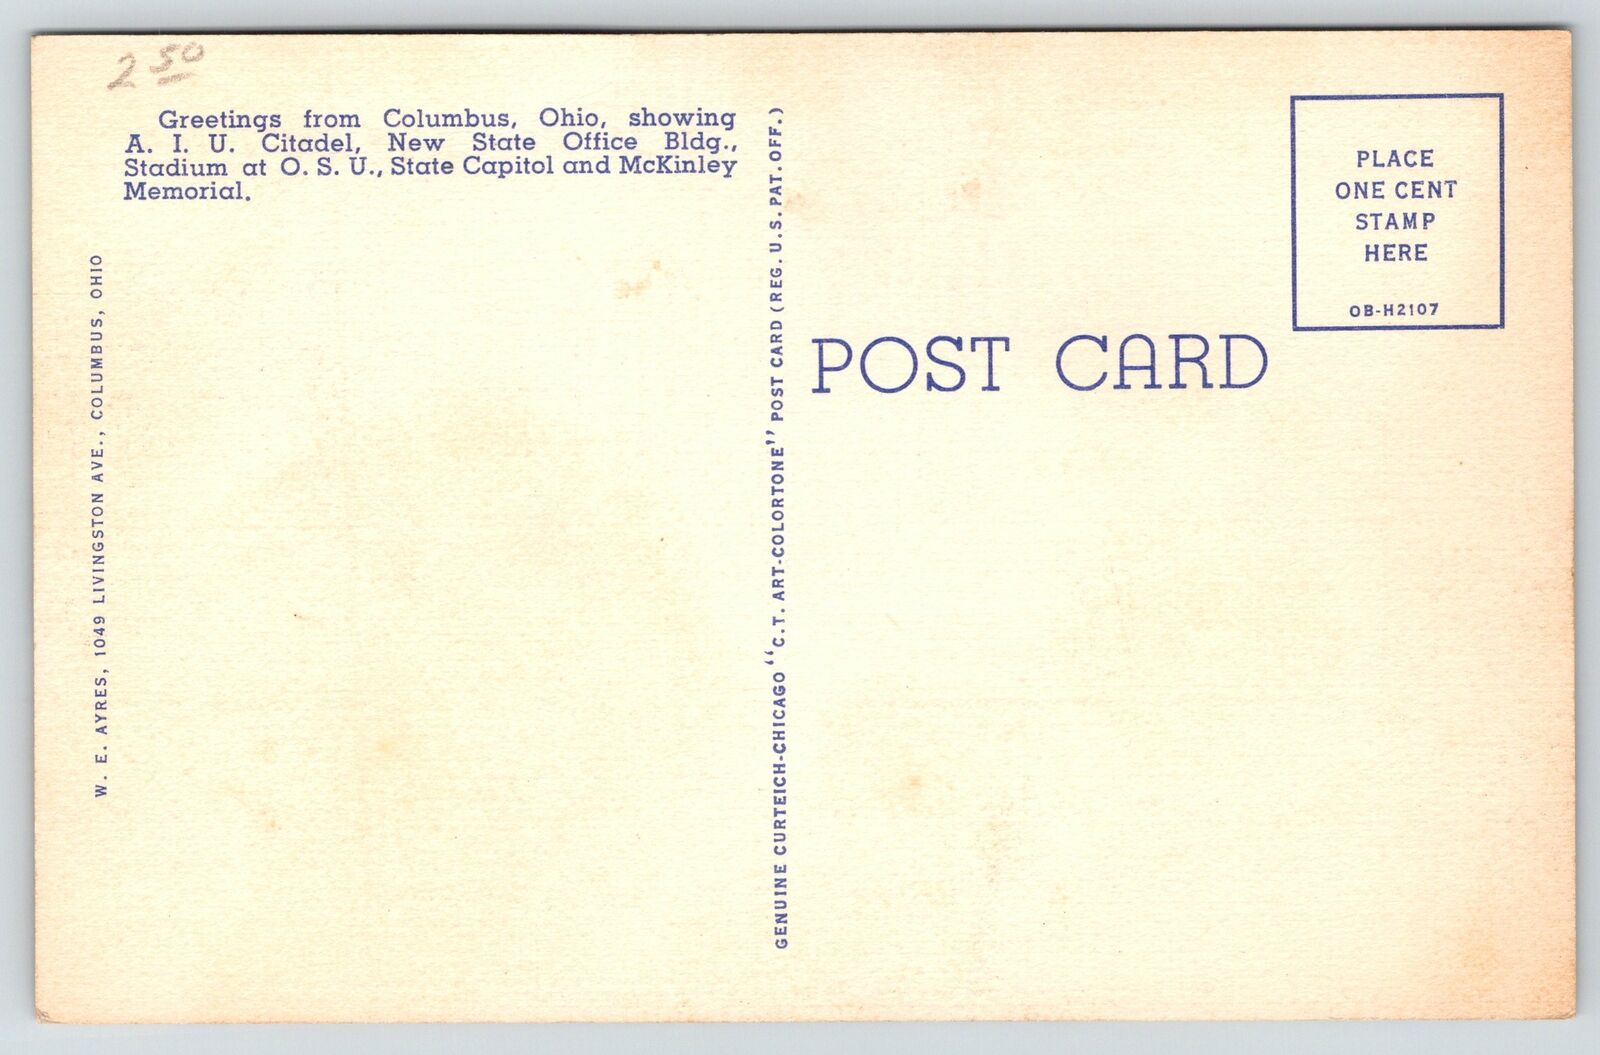 2 50
Greetings from Columbus, Ohio, showing
A. I. U. Citadel, New State Office Bldg.,
Stadium at O. S. U., State Capitol and McKinley
Memorial.
W. E. AYRES, 1049 LIVINGSTON AVE., COLUMBUS, OHIO
GENUINE CURTEICH-CHICAGO "C.T. ART-COLORTONE" POST CARD (REG. U.S. PAT. OFF.)
POST CARD
PLACE
ONE CENT
STAMP
HERE
OB-H2107